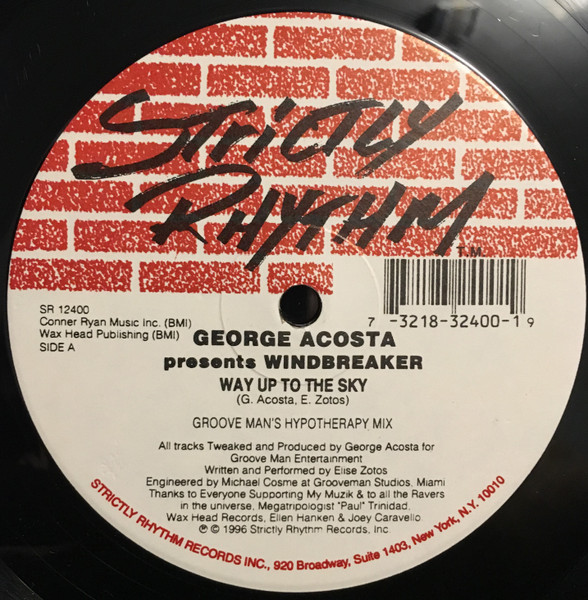 STRICTLY
RHYTHM
T.M.
7 -32183-2400-1 9
SR 12400
Conner Ryan Music Inc. (BMI)
Wax Head Publishing (BMI)
SIDE A
GEORGE ACOSTA
presents WINDBREAKER
WAY UP TO THE SKY
(G. Acosta, E. Zotos)
GROOVE MAN'S HYPOTHERAPY MIX
All tracks Tweaked and Produced by George Acosta for
Groove Man Entertainment
Written and Performed by Elise Zotos
Engineered by Michael Cosme at Grooveman Studios, Miami
Thanks to Everyone Supporting My Muzik & to all the Ravers
in the universe, Megatripologist "Paul" Trinidad,
Wax Head Records, Ellen Hanken & Joey Caravello
℗ © 1996 Strictly Rhythm Records, Inc.
STRICTLY RHYTHM RECORDS INC., 920 Broadway, Suite 1403, New York, N.Y. 10010